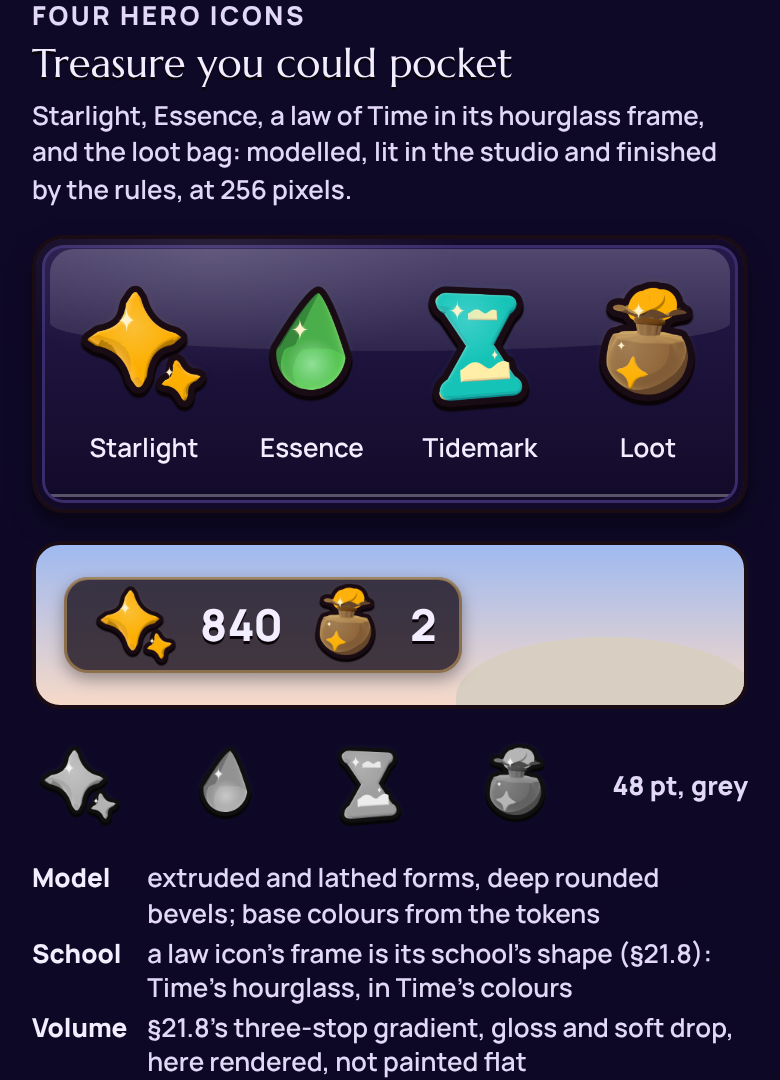 FOUR HERO ICONS
Treasure you could pocket
Starlight, Essence, a law of Time in its hourglass frame,
and the loot bag: modelled, lit in the studio and finished
by the rules, at 256 pixels.
Starlight Essence Tidemark Loot
840 2
48 pt, grey
Model extruded and lathed forms, deep rounded
bevels; base colours from the tokens
School a law icon’s frame is its school’s shape (§21.8):
Time’s hourglass, in Time’s colours
Volume §21.8’s three-stop gradient, gloss and soft drop,
here rendered, not painted flat